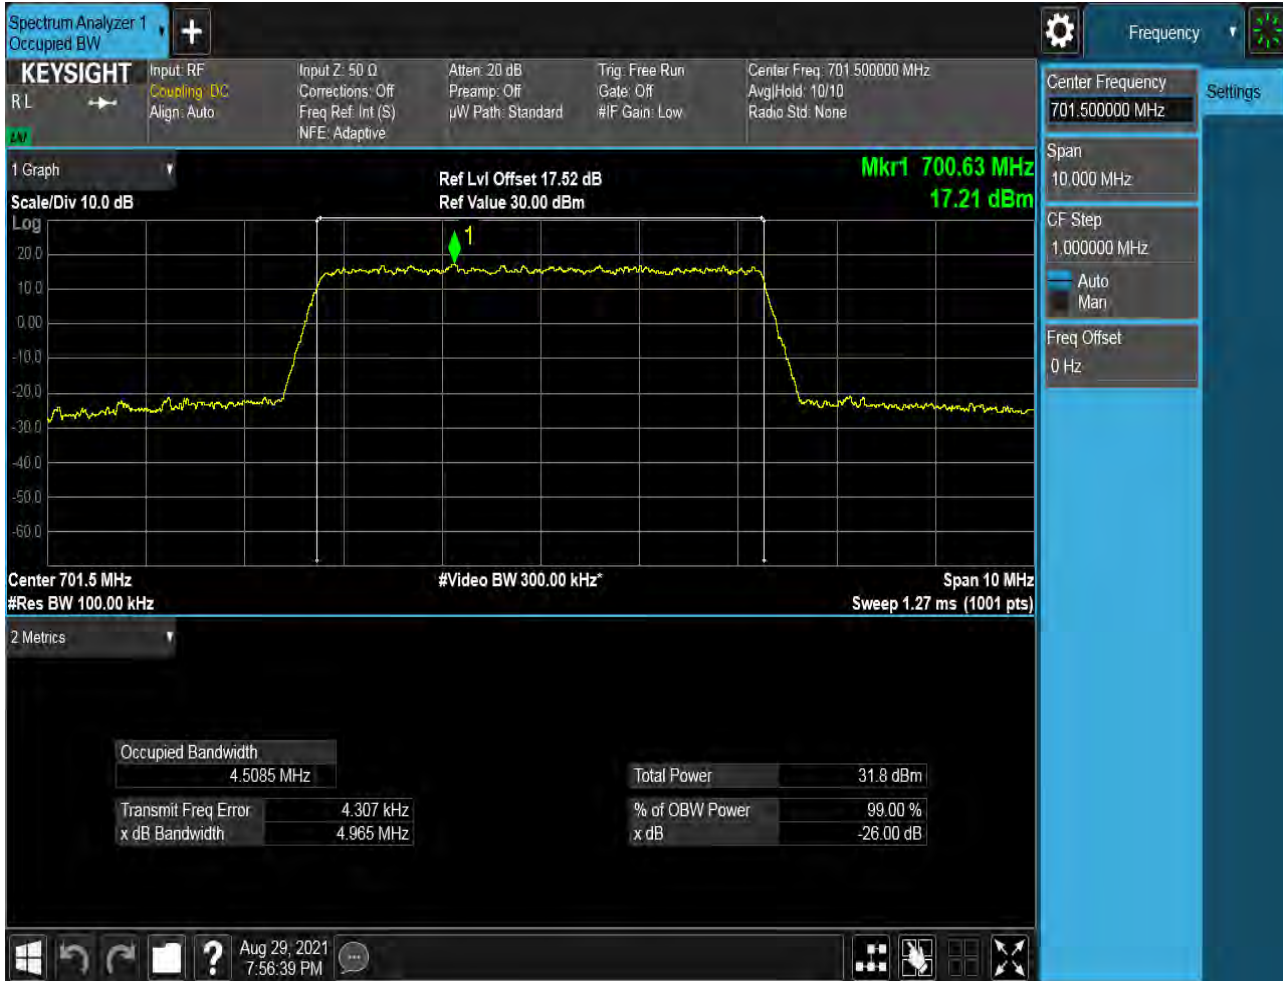 Spectrum Analyzer 1
Occupied BW
Frequency
KEYSIGHT
R L
Input: RF
Coupling: DC
Align: Auto
Input Z: 50 Ω
Corrections: Off
Freq Ref: Int (S)
NFE: Adaptive
Atten: 20 dB
Preamp: Off
µW Path: Standard
Trig: Free Run
Gate: Off
#IF Gain: Low
Center Freq: 701.500000 MHz
Avg|Hold: 10/10
Radio Std: None
Center Frequency
701.500000 MHz
Settings
Span
10.000 MHz
CF Step
1.000000 MHz
Auto
Man
Freq Offset
0 Hz
1 Graph
Scale/Div 10.0 dB
Ref Lvl Offset 17.52 dB
Ref Value 30.00 dBm
Mkr1 700.63 MHz
17.21 dBm
Log
1
20.0
10.0
0.00
-10.0
-20.0
-30.0
-40.0
-50.0
-60.0
Center 701.5 MHz
#Video BW 300.00 kHz*
Span 10 MHz
#Res BW 100.00 kHz
Sweep 1.27 ms (1001 pts)
2 Metrics
Occupied Bandwidth
4.5085 MHz
Total Power 31.8 dBm
Transmit Freq Error 4.307 kHz
% of OBW Power 99.00 %
x dB Bandwidth 4.965 MHz
x dB -26.00 dB
Aug 29, 2021
7:56:39 PM